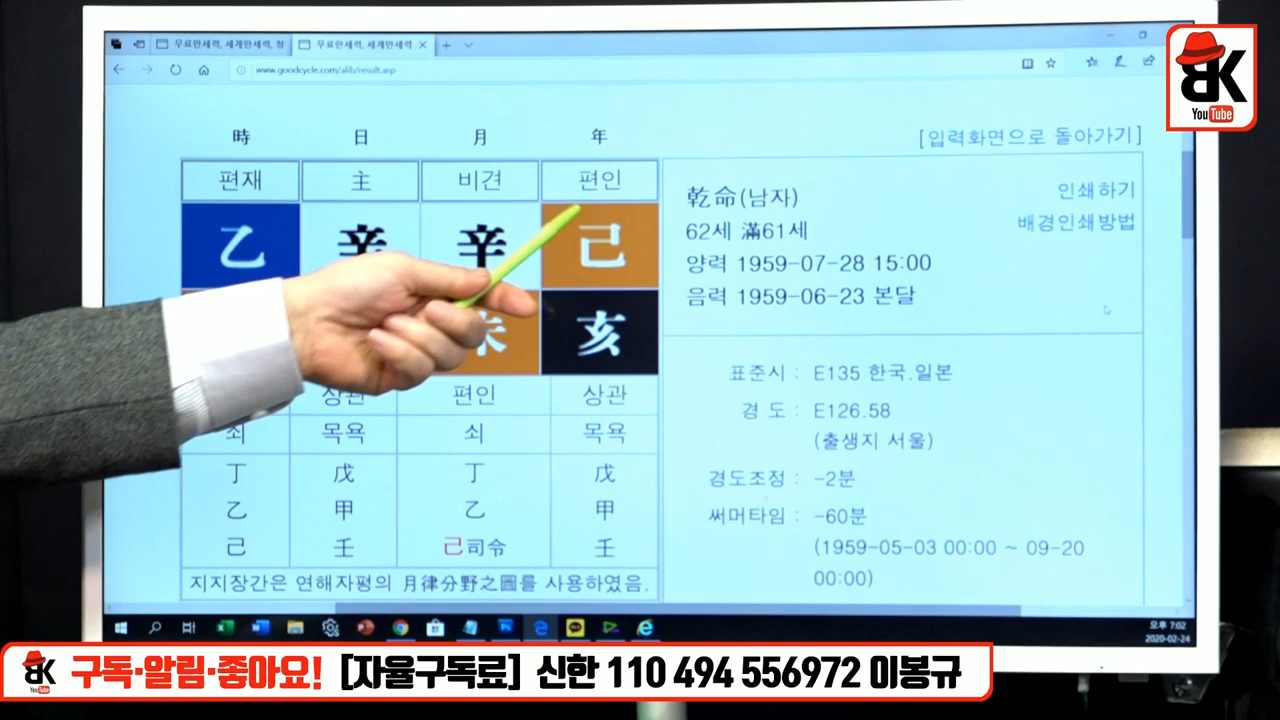 무료만세력, 세계만세력, 정
무료만세력, 세계만세력
www.goodcycle.com/alib/result.asp
BK
YouTube
時 日 月 年
[입력화면으로 돌아가기]
편재 主 비견 편인
乙 辛 辛 己
亥
상관 편인 상관
쇠 목욕 쇠 목욕
丁 戊 丁 戊
乙 甲 乙 甲
己 壬 己司令 壬
지지장간은 연해자평의 月律分野之圖를 사용하였음.
乾命(남자)
인쇄하기
62세 滿61세
배경인쇄방법
양력 1959-07-28 15:00
음력 1959-06-23 본달
표준시 : E135 한국.일본
경 도 : E126.58
(출생지 서울)
경도조정 : -2분
써머타임 : -60분
(1959-05-03 00:00 ~ 09-20
00:00)
오후 7:02
2020-02-24
BK
YouTube
구독·알림·좋아요! [자율구독료] 신한 110 494 556972 이봉규